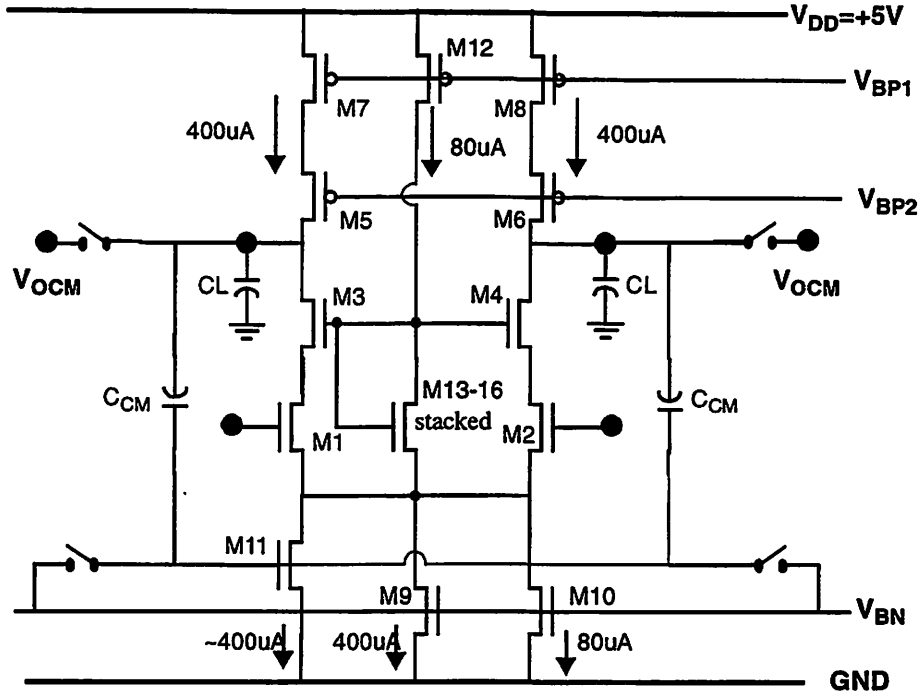 V_DD=+5V
M12
V_BP1
M7
M8
400uA
80uA
400uA
V_BP2
M5
M6
V_OCM
CL
M3
M4
CL
V_OCM
C_CM
M13-16
stacked
C_CM
M1
M2
M11
M9
M10
V_BN
~400uA
400uA
80uA
GND